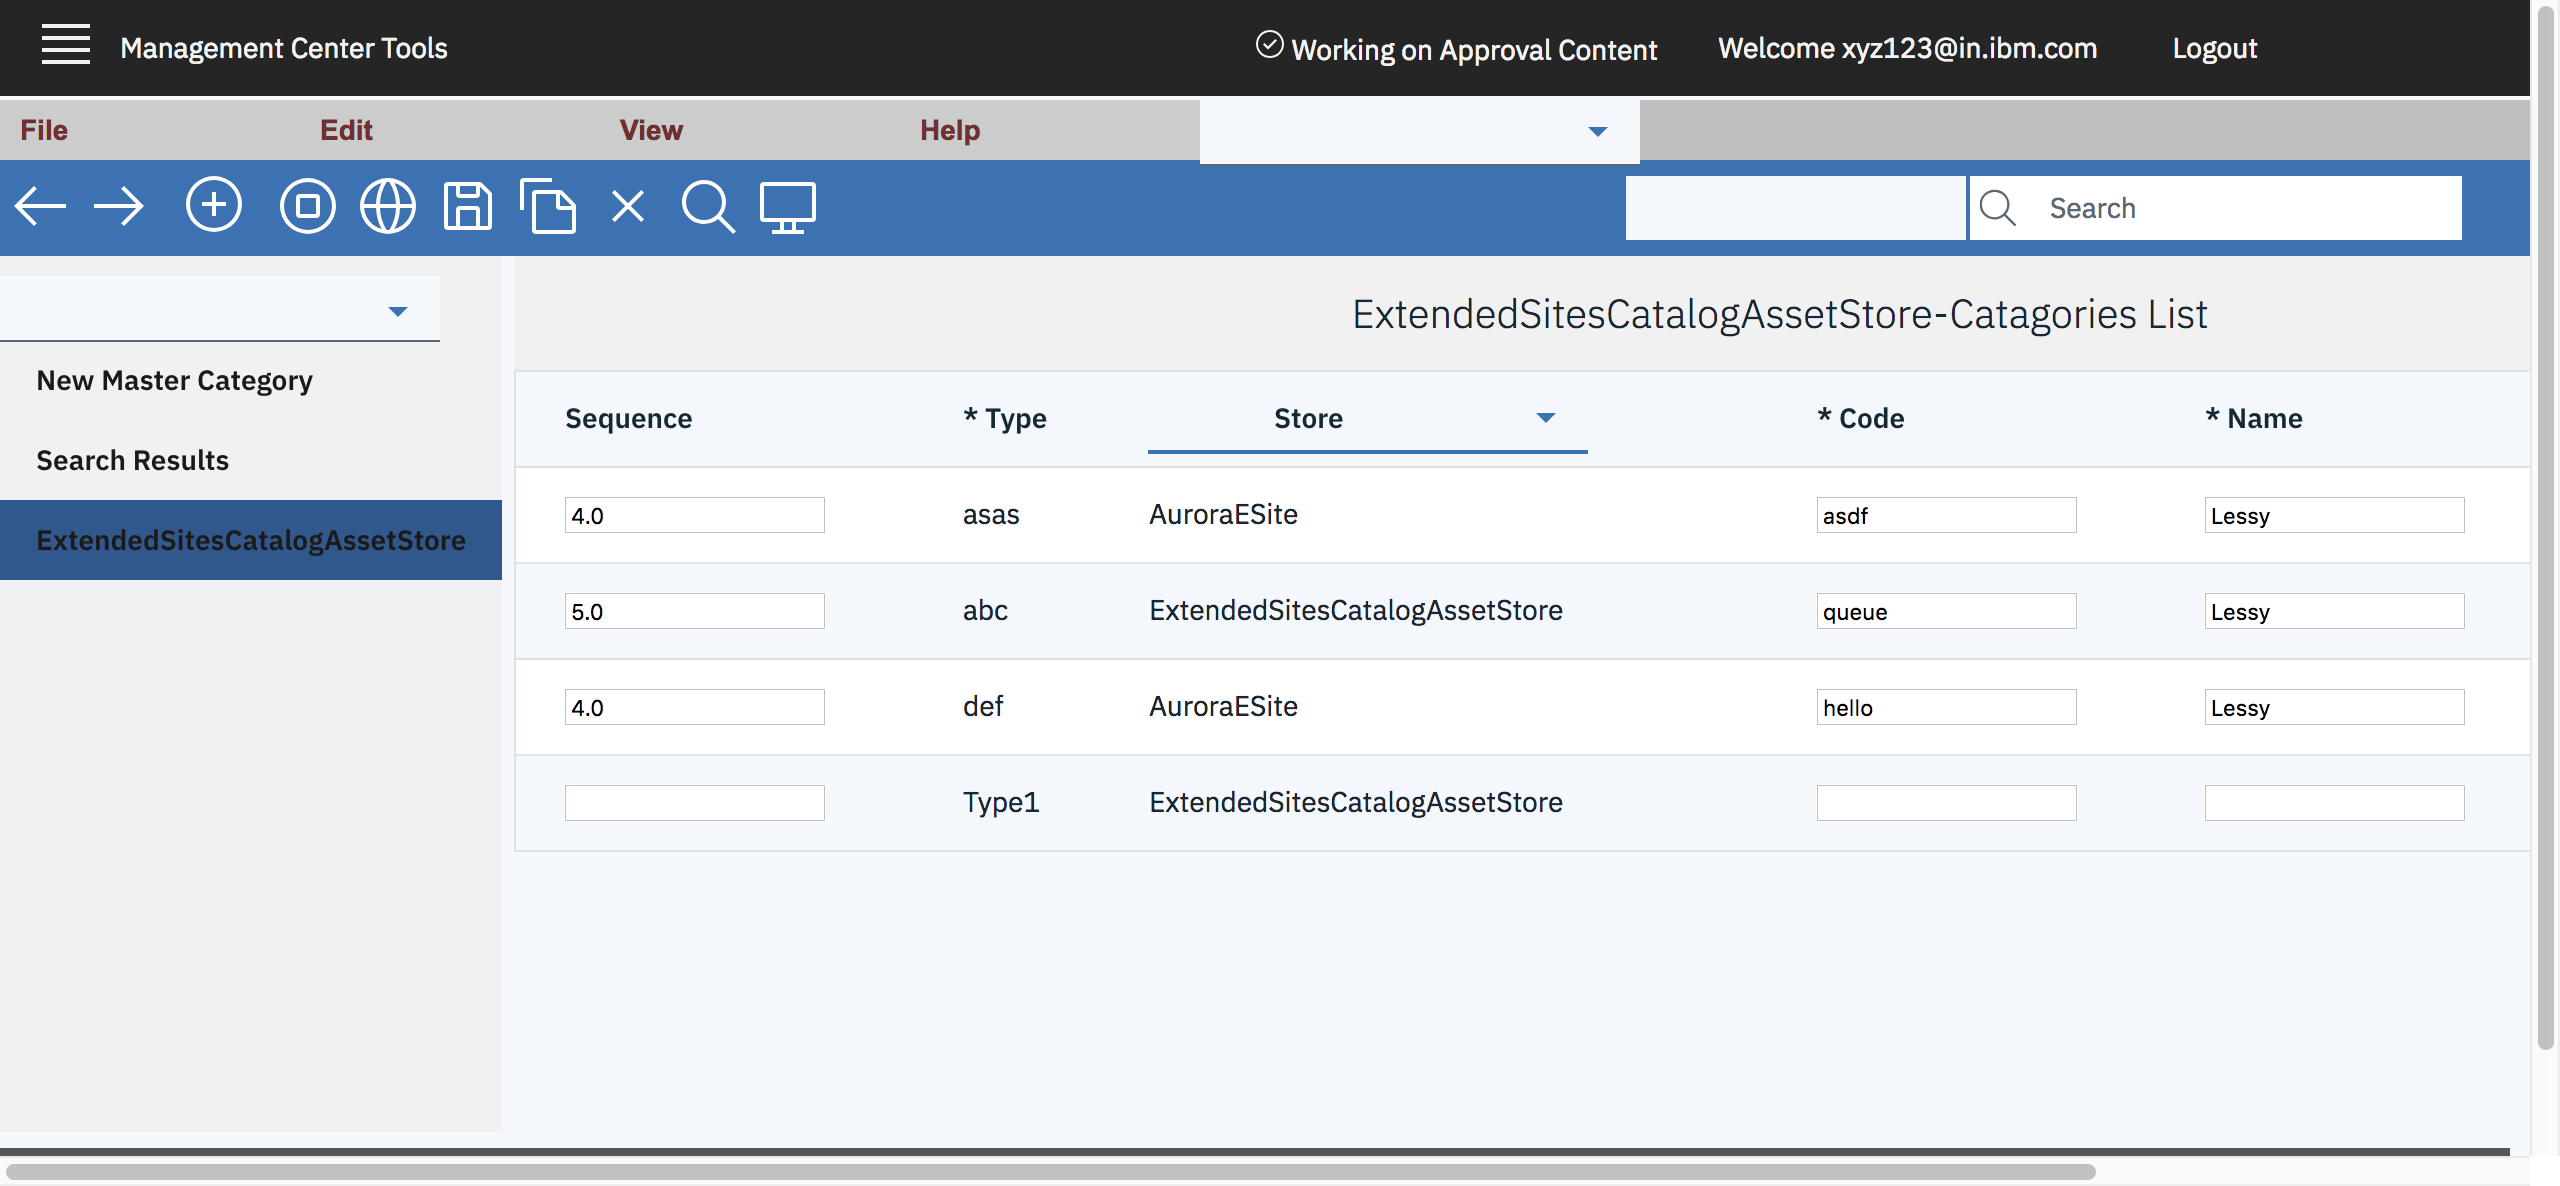 Management Center Tools
Working on Approval Content
Welcome xyz123@in.ibm.com
Logout
File Edit View Help
Search
New Master Category
Search Results
ExtendedSitesCatalogAssetStore
ExtendedSitesCatalogAssetStore-Catagories List
Sequence * Type Store * Code * Name
4.0 asas AuroraESite asdf Lessy
5.0 abc ExtendedSitesCatalogAssetStore queue Lessy
4.0 def AuroraESite hello Lessy
Type1 ExtendedSitesCatalogAssetStore